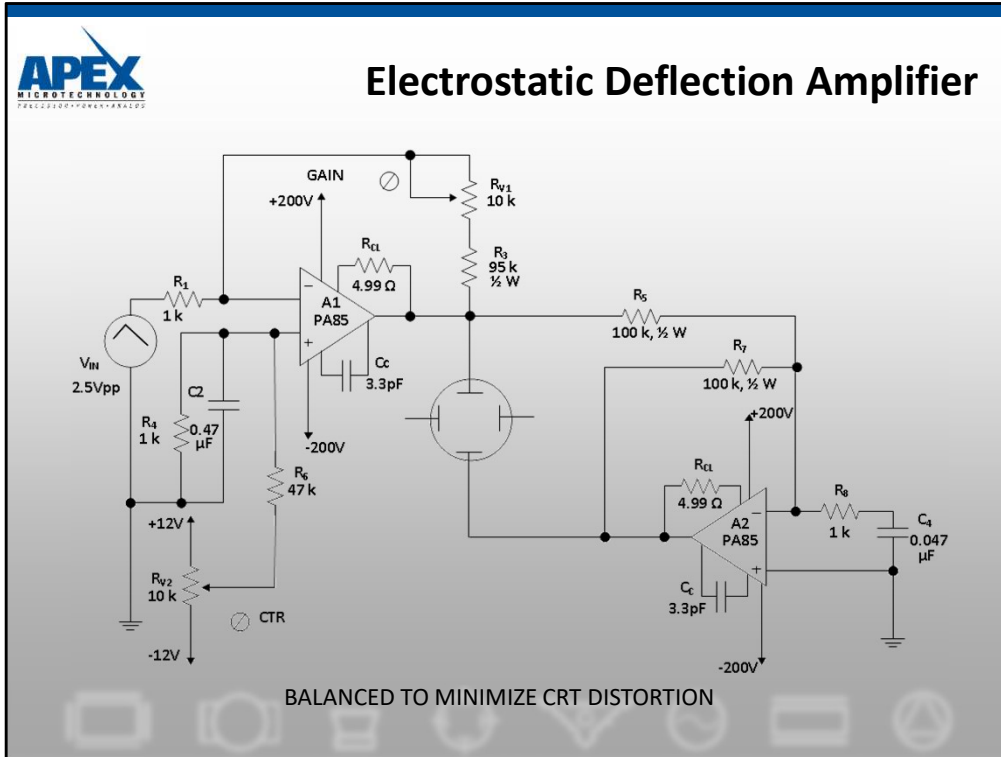 APEX
MICROTECHNOLOGY
PRECISION•POWER•ANALOG
Electrostatic Deflection Amplifier
GAIN
+200V
RV1
10 k
RCL
4.99 Ω
R3
95 k
½ W
R1
1 k
A1
PA85
−
+
R5
100 k, ½ W
R7
100 k, ½ W
VIN
2.5Vpp
C2
0.47
µF
CC
3.3pF
R4
1 k
-200V
+200V
R6
47 k
RCL
4.99 Ω
A2
PA85
−
+
R8
1 k
C4
0.047
µF
+12V
RV2
10 k
CC
3.3pF
CTR
-12V
-200V
BALANCED TO MINIMIZE CRT DISTORTION